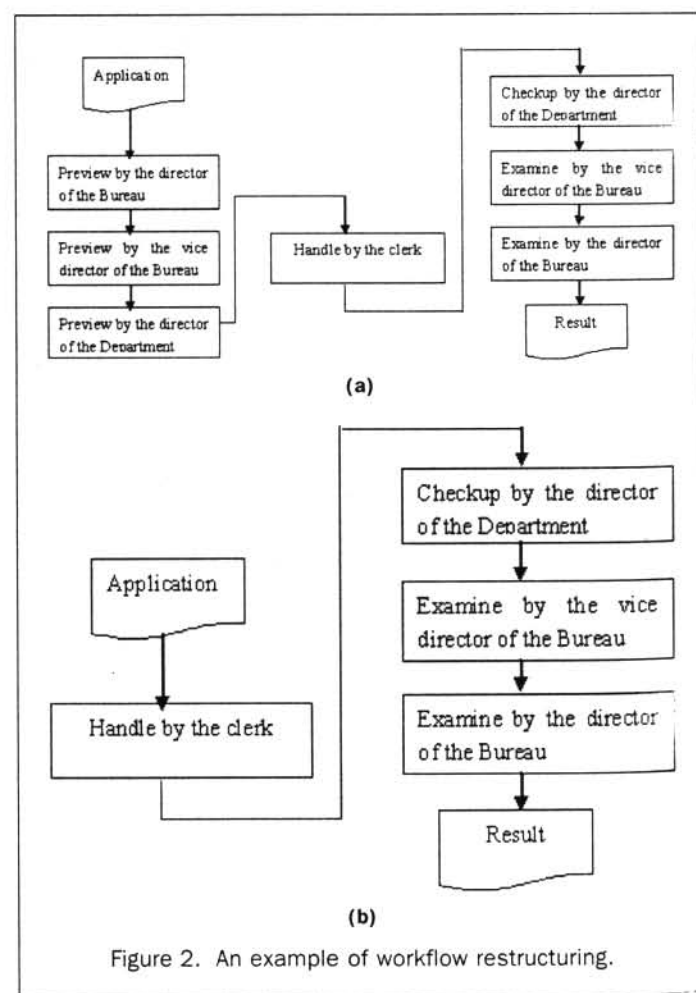 Application
Preview by the director
of the Bureau
Preview by the vice
director of the Bureau
Preview by the director
of the Department
Handle by the clerk
Checkup by the director
of the Department
Examine by the vice
director of the Bureau
Examine by the director
of the Bureau
Result
(a)
Application
Handle by the clerk
Checkup by the director
of the Department
Examine by the vice
director of the Bureau
Examine by the director
of the Bureau
Result
(b)
Figure 2. An example of workflow restructuring.